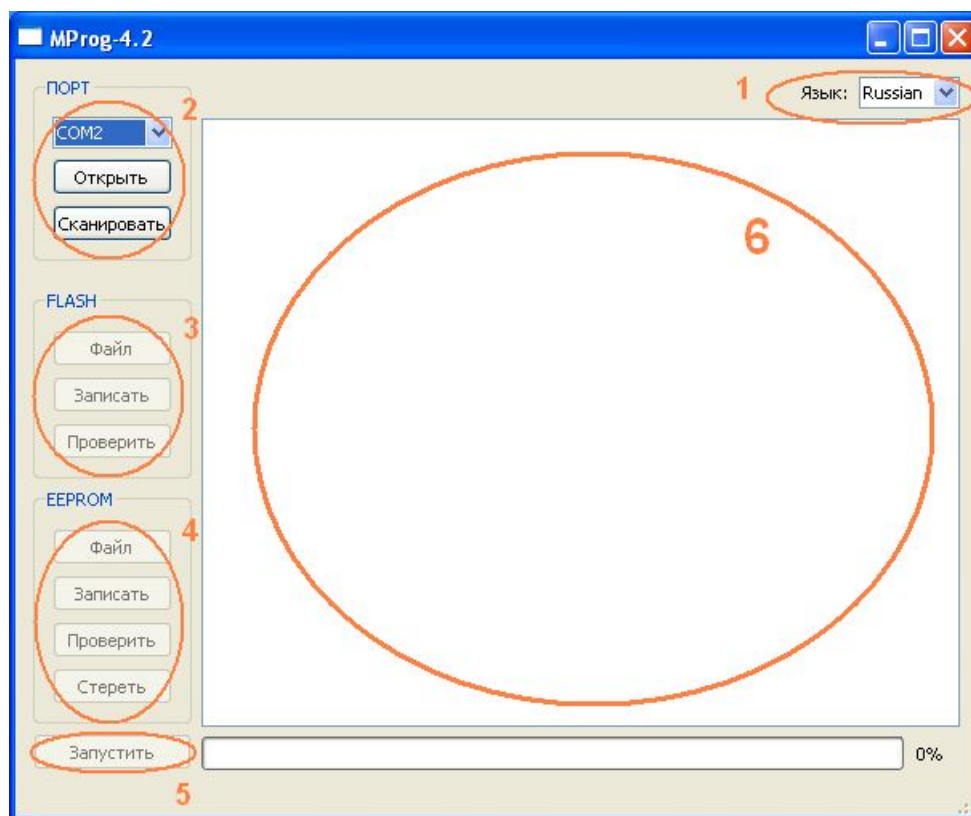 MProg-4.2
1
Язык: Russian
ПОРТ
2
COM2
Открыть
Сканировать
FLASH
3
Файл
Записать
Проверить
EEPROM
4
Файл
Записать
Проверить
Стереть
Запустить
5
6
0%